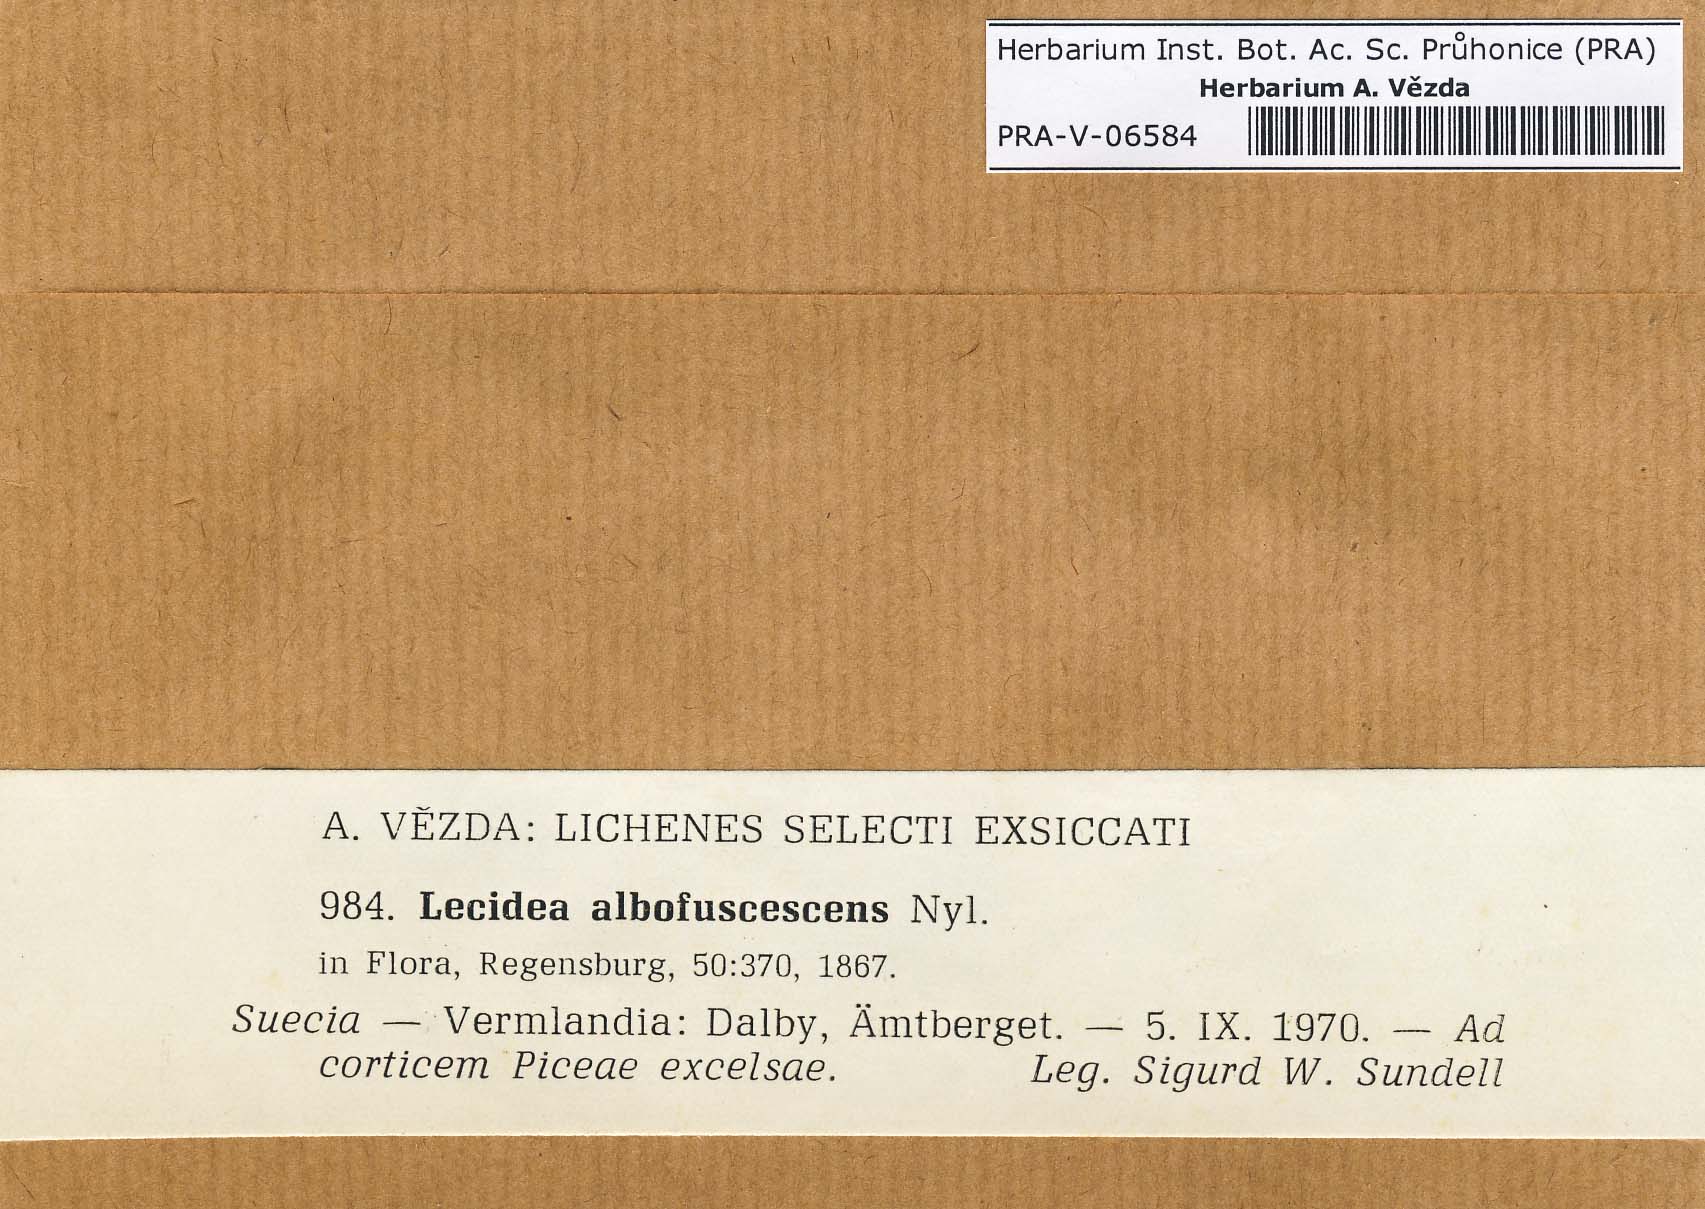 Herbarium Inst. Bot. Ac. Sc. Průhonice (PRA)
Herbarium A. Vězda
PRA-V-06584
A. VĚZDA: LICHENES SELECTI EXSICCATI
984. Lecidea albofuscescens Nyl.
in Flora, Regensburg, 50:370, 1867.
Suecia — Vermlandia: Dalby, Ämtberget. — 5. IX. 1970. — Ad
corticem Piceae excelsae. Leg. Sigurd W. Sundell